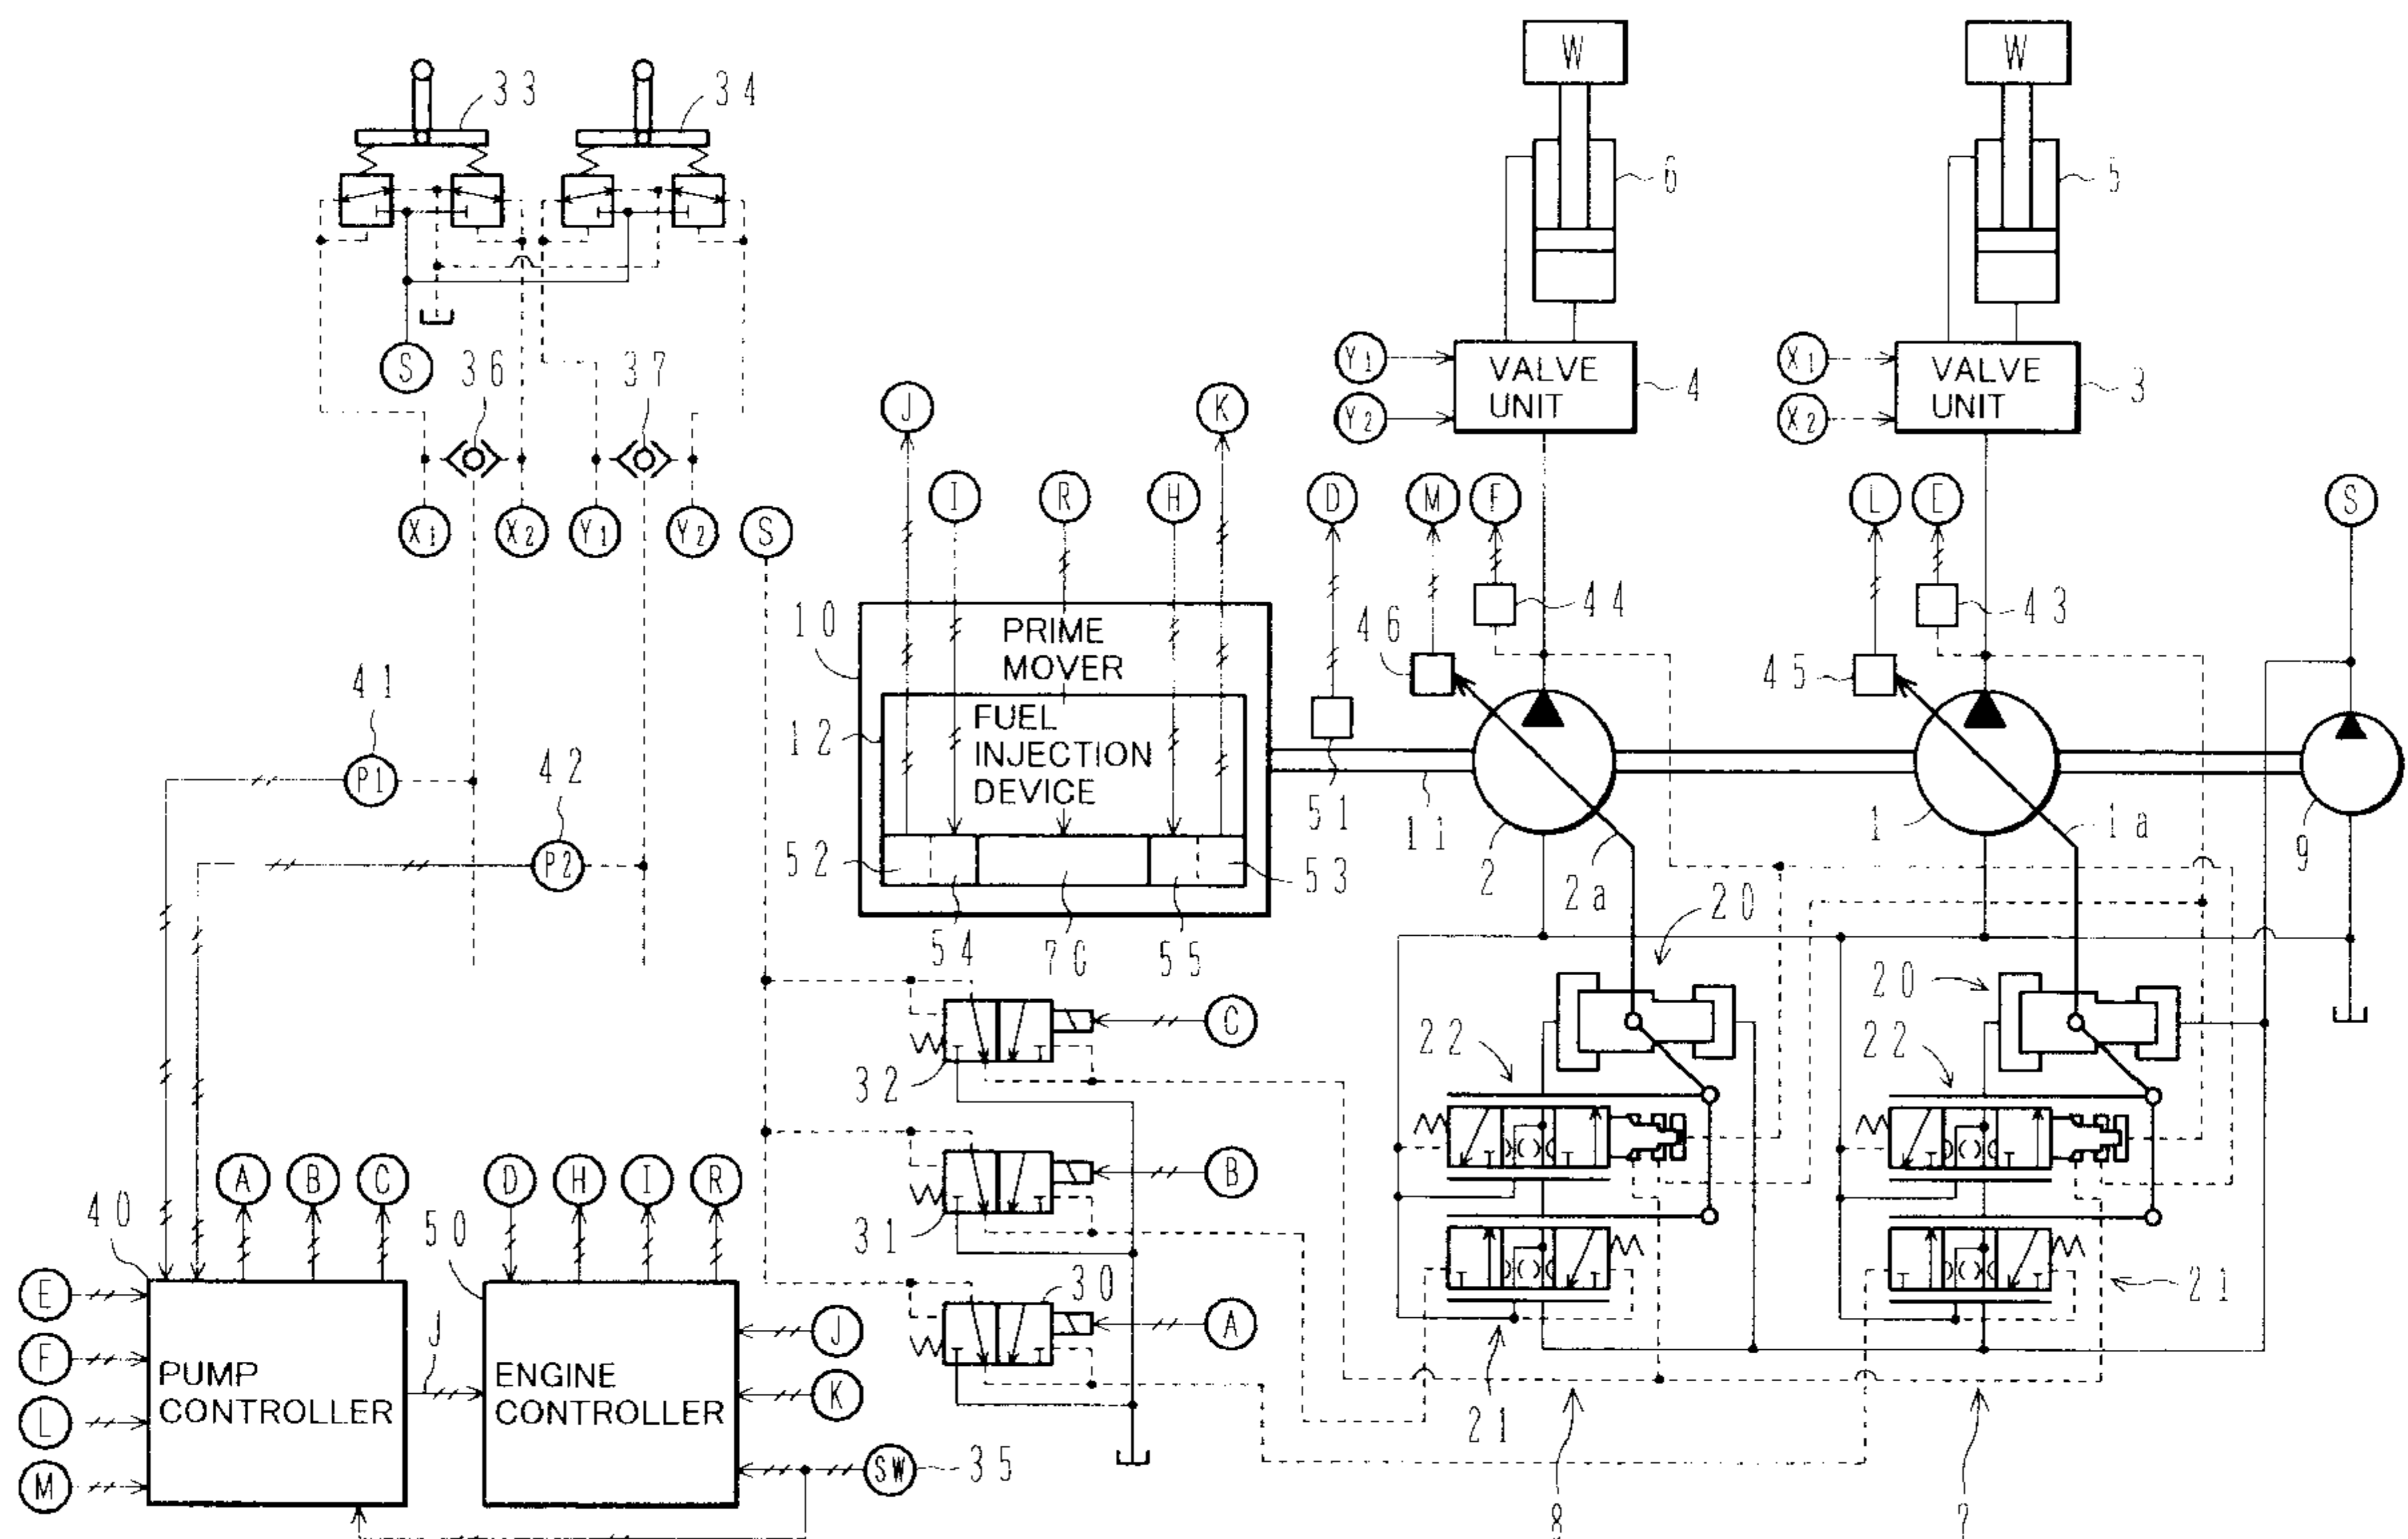 W
W
33
34
6
5
S
36
37
Y1
Y2
VALVE
UNIT
4
X1
X2
VALVE
UNIT
3
J
K
I
R
H
D
M
F
L
E
S
X1
X2
Y1
Y2
S
10
PRIME
MOVER
46
44
45
43
41
P1
12
FUEL
INJECTION
DEVICE
51
11
42
P2
52
53
2
2a
1
1a
9
54
70
55
20
20
C
32
22
22
B
31
A
B
C
D
H
I
R
40
50
30
A
21
E
F
L
M
PUMP
CONTROLLER
J
ENGINE
CONTROLLER
J
K
SW
35
21
8